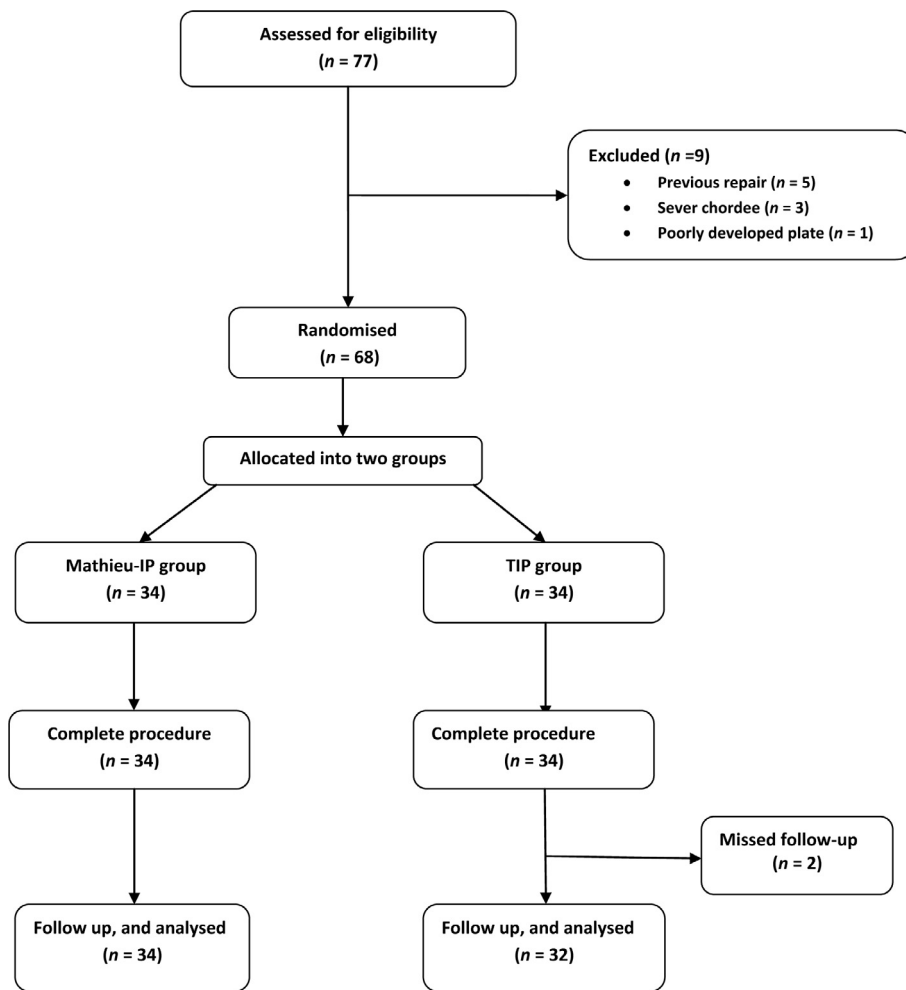 Assessed for eligibility
(n = 77)
Excluded (n =9)
• Previous repair (n = 5)
• Sever chordee (n = 3)
• Poorly developed plate (n = 1)
Randomised
(n = 68)
Allocated into two groups
Mathieu-IP group
(n = 34)
TIP group
(n = 34)
Complete procedure
(n = 34)
Complete procedure
(n = 34)
Missed follow-up
(n = 2)
Follow up, and analysed
(n = 34)
Follow up, and analysed
(n = 32)